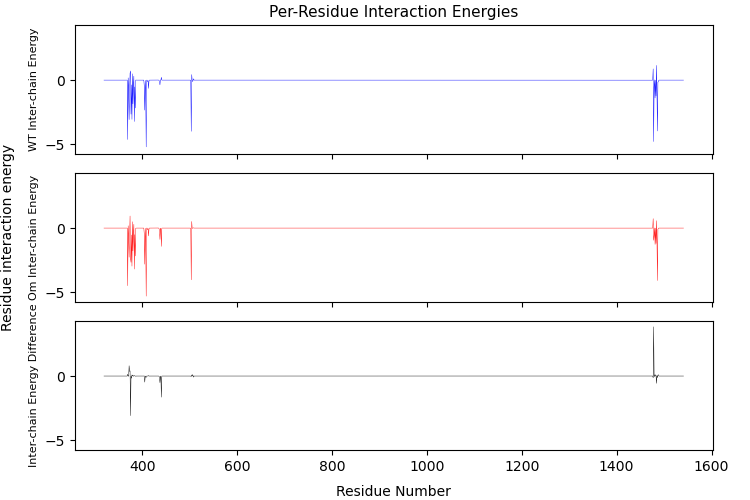 Per-Residue Interaction Energies
Residue interaction energy
WT Inter-chain Energy
0
−5
Om Inter-chain Energy
0
−5
Inter-chain Energy Difference
0
−5
400
600
800
1000
1200
1400
1600
Residue Number